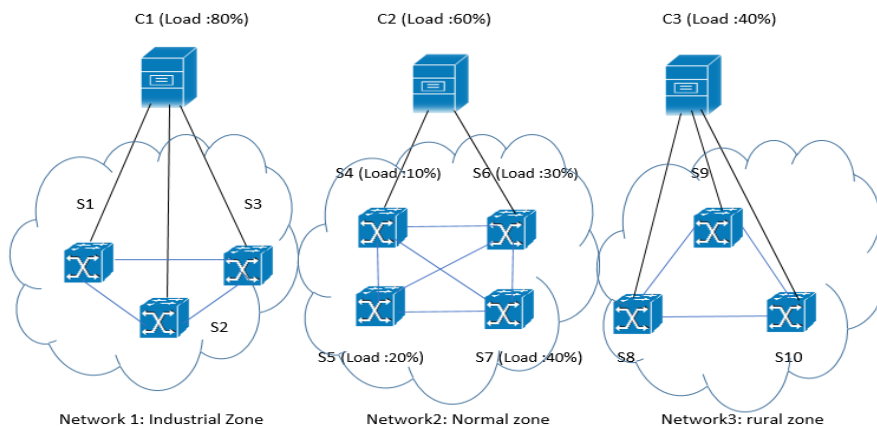 C1 (Load :80%)
C2 (Load :60%)
C3 (Load :40%)
S4 (Load :10%)
S6 (Load :30%)
S9
S1
S3
S2
S5 (Load :20%)
S7 (Load :40%)
S8
S10
Network 1: Industrial Zone
Network2: Normal zone
Network3: rural zone